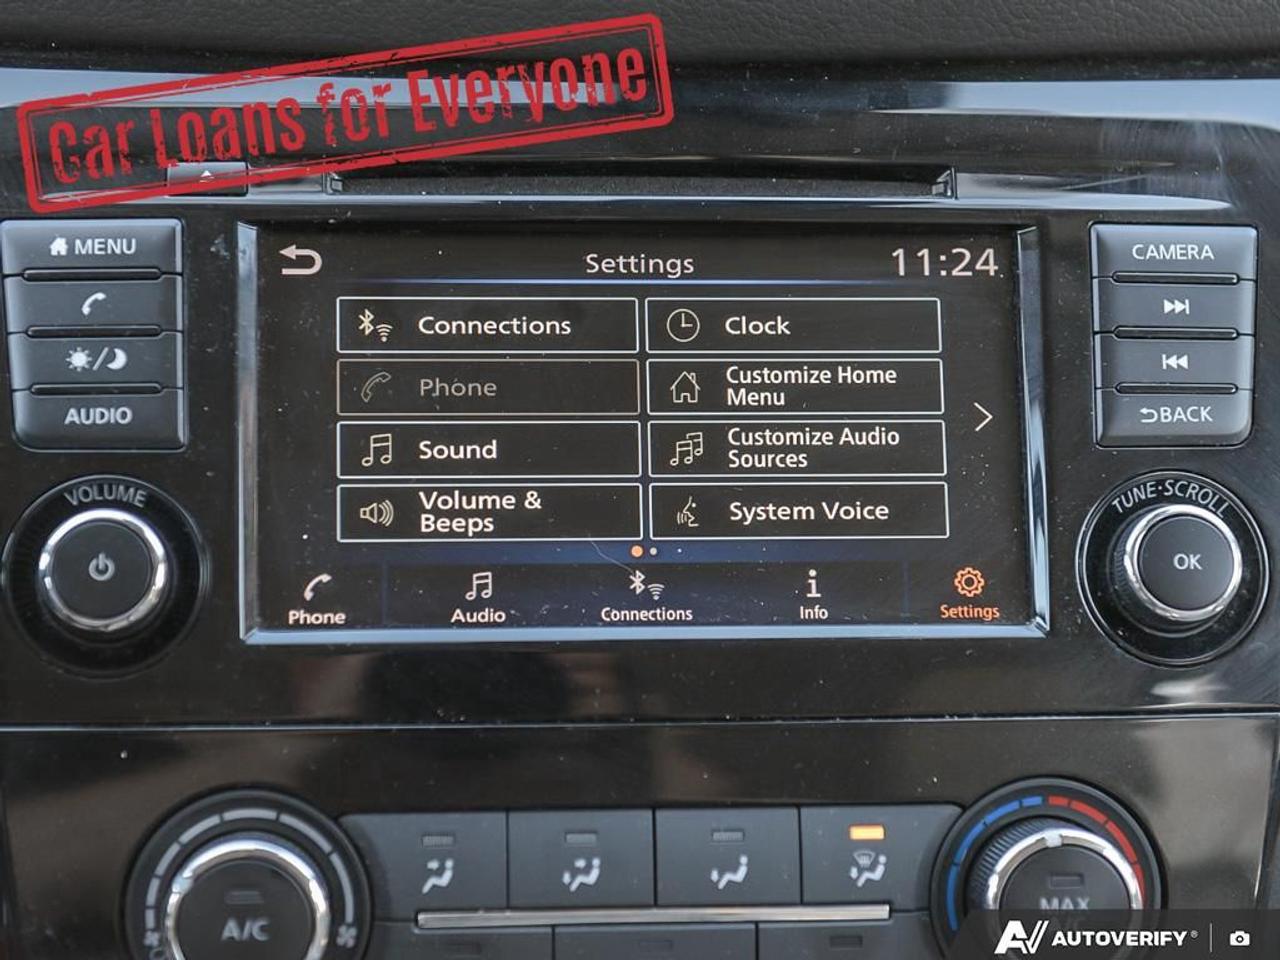 Car Loans for Everyone
MENU
AUDIO
VOLUME
Settings
11:24
Connections
Clock
Phone
Customize Home
Menu
Sound
Customize Audio
Sources
Volume &
Beeps
System Voice
Phone
Audio
Connections
Info
Settings
CAMERA
BACK
TUNE·SCROLL
OK
A/C
MAX
AUTOVERIFY®